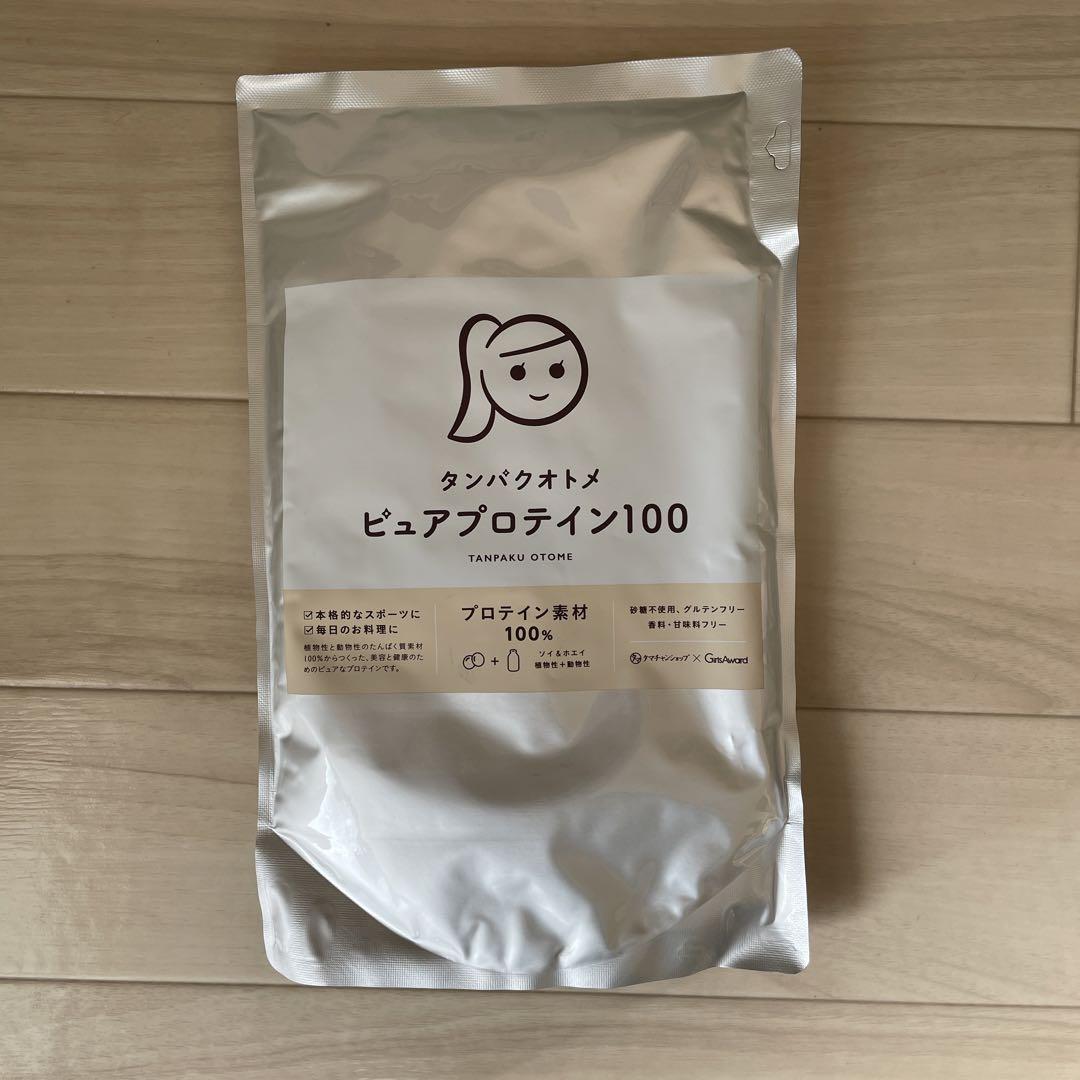 タンパクオトメ
ピュアプロテイン100
TANPAKU OTOME
☑本格的なスポーツに
☑毎日のお料理に
植物性と動物性のたんぱく質素材
100%からつくった、美容と健康のた
めのピュアなプロテインです。
プロテイン素材
100%
+
ソイ&ホエイ
植物性+動物性
砂糖不使用、グルテンフリー
香料・甘味料フリー
タマチャンショップ × GirlsAward